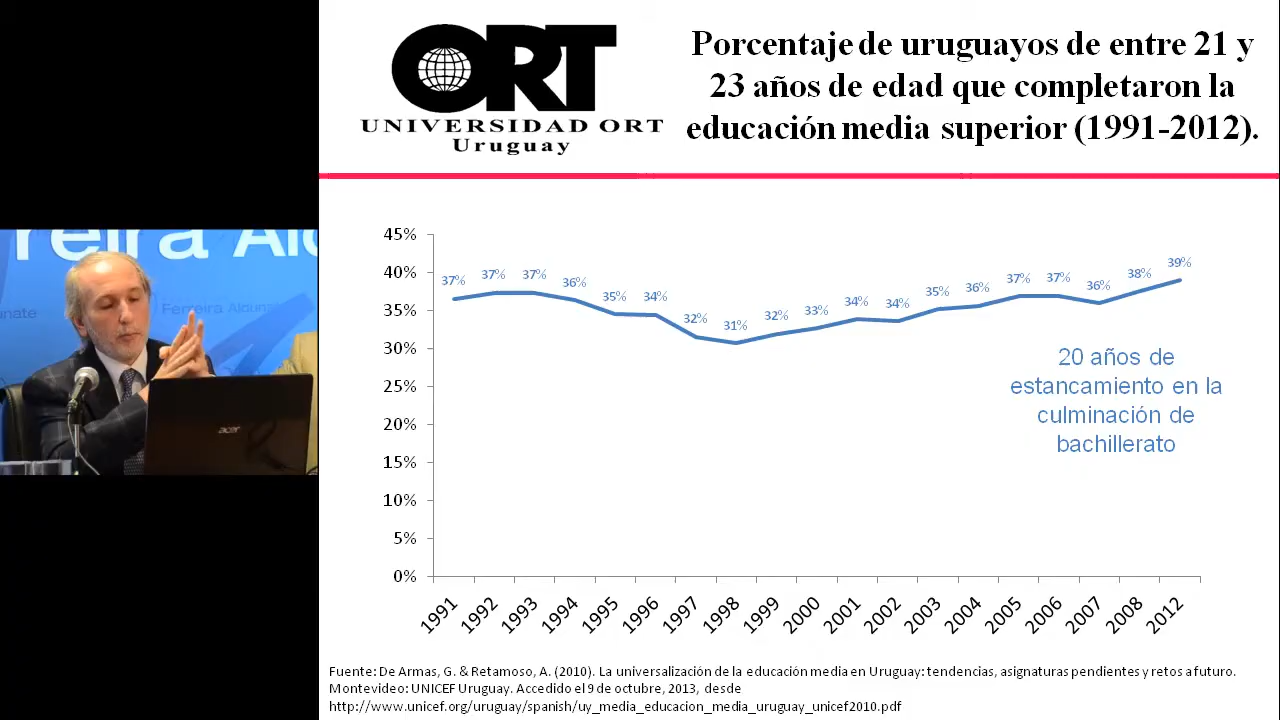 ORT
UNIVERSIDAD ORT
Uruguay
Porcentaje de uruguayos de entre 21 y
23 años de edad que completaron la
educación media superior (1991-2012).
reira Alc
Ferreira Aldunate
nate
acer
45%
40%
35%
30%
25%
20%
15%
10%
5%
0%
37%
37%
37%
36%
35%
34%
32%
31%
32%
33%
34%
34%
35%
36%
37%
37%
36%
38%
39%
20 años de
estancamiento en la
culminación de
bachillerato
1991
1992
1993
1994
1995
1996
1997
1998
1999
2000
2001
2002
2003
2004
2005
2006
2007
2008
2012
Fuente: De Armas, G. & Retamoso, A. (2010). La universalización de la educación media en Uruguay: tendencias, asignaturas pendientes y retos a futuro.
Montevideo: UNICEF Uruguay. Accedido el 9 de octubre, 2013, desde
http://www.unicef.org/uruguay/spanish/uy_media_educacion_media_uruguay_unicef2010.pdf